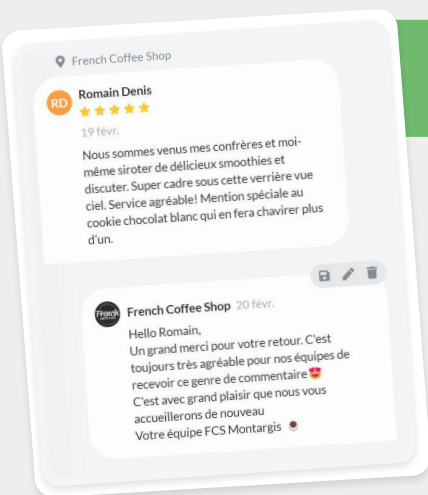 French Coffee Shop
RD
Romain Denis
19 févr.
Nous sommes venus mes confrères et moi-
même siroter de délicieux smoothies et
discuter. Super cadre sous cette verrière vue
ciel. Service agréable! Mention spéciale au
cookie chocolat blanc qui en fera chavirer plus
d'un.
French
French Coffee Shop 20 févr.
Hello Romain,
Un grand merci pour votre retour. C'est
toujours très agréable pour nos équipes de
recevoir ce genre de commentaire 😍
C'est avec grand plaisir que nous vous
accueillerons de nouveau
Votre équipe FCS Montargis